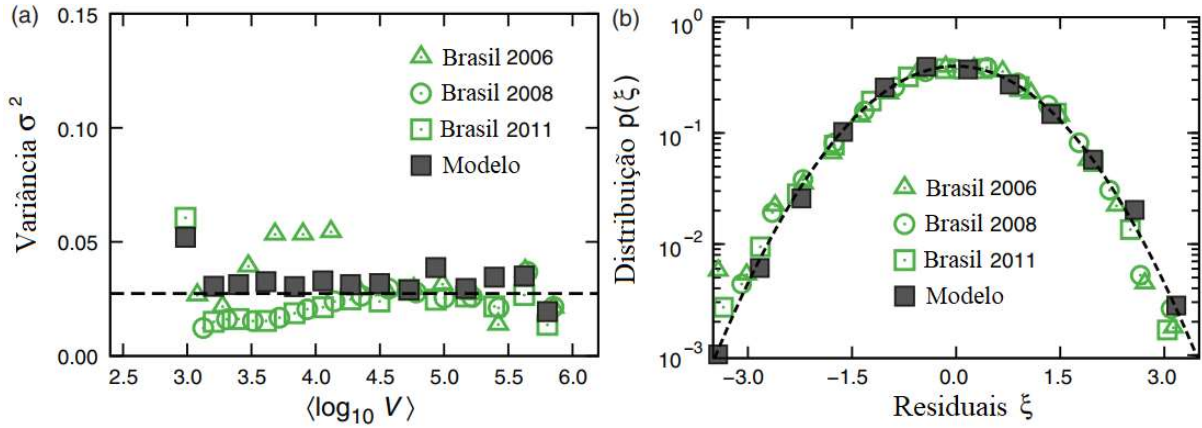 (a)
0.15
0.10
0.05
0.00
Variância σ²
Brasil 2006
Brasil 2008
Brasil 2011
Modelo
2.5 3.0 3.5 4.0 4.5 5.0 5.5 6.0
⟨log₁₀ V⟩
(b)
10⁰
10⁻¹
10⁻²
10⁻³
Distribuição p(ξ)
Brasil 2006
Brasil 2008
Brasil 2011
Modelo
−3.0 −1.5 0.0 1.5 3.0
Residuais ξ